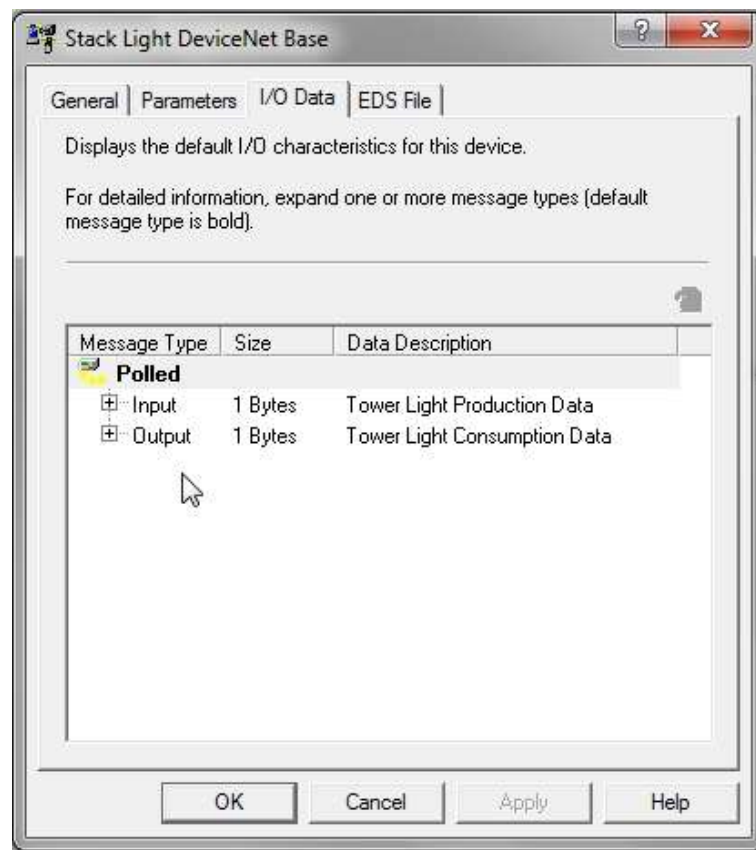 Stack Light DeviceNet Base
General Parameters I/O Data EDS File
Displays the default I/O characteristics for this device.
For detailed information, expand one or more message types (default
message type is bold).
Message Type Size Data Description
Polled
Input 1 Bytes Tower Light Production Data
Output 1 Bytes Tower Light Consumption Data
OK Cancel Apply Help